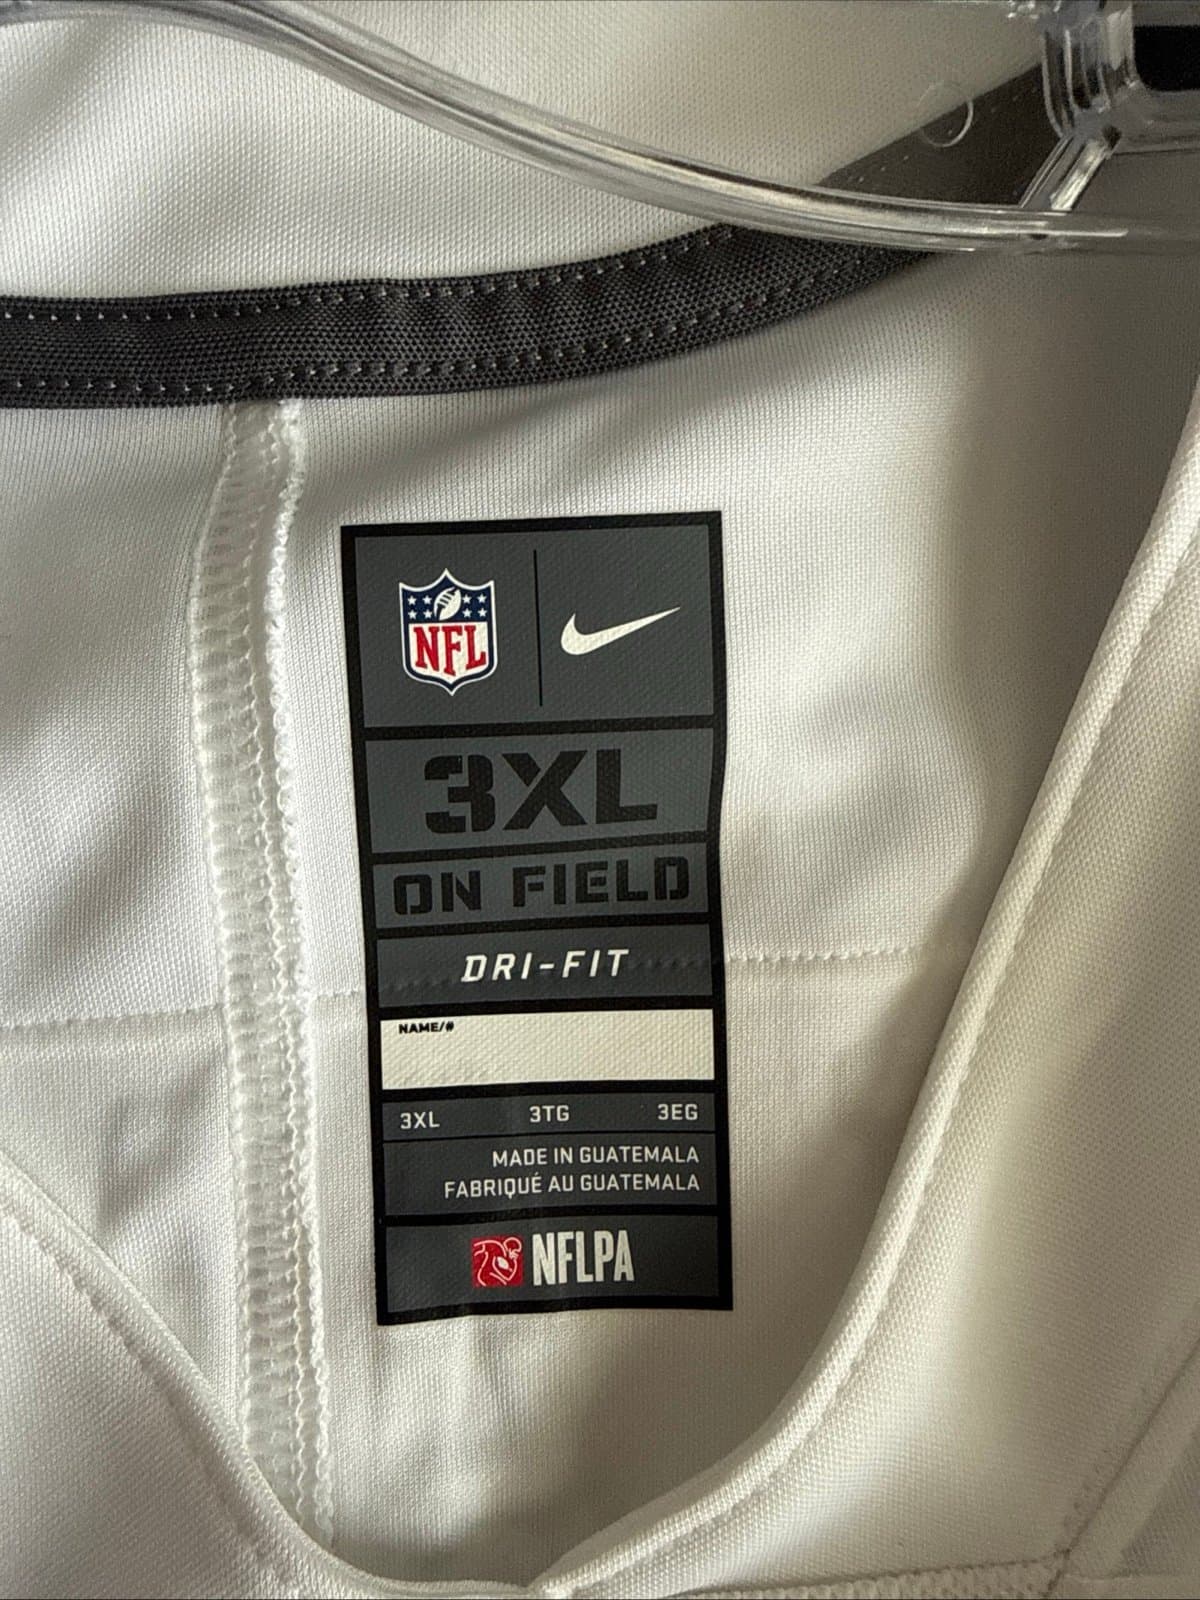 NFL
3XL
ON FIELD
DRI-FIT
NAME/#
3XL 3TG 3EG
MADE IN GUATEMALA
FABRIQUÉ AU GUATEMALA
NFLPA